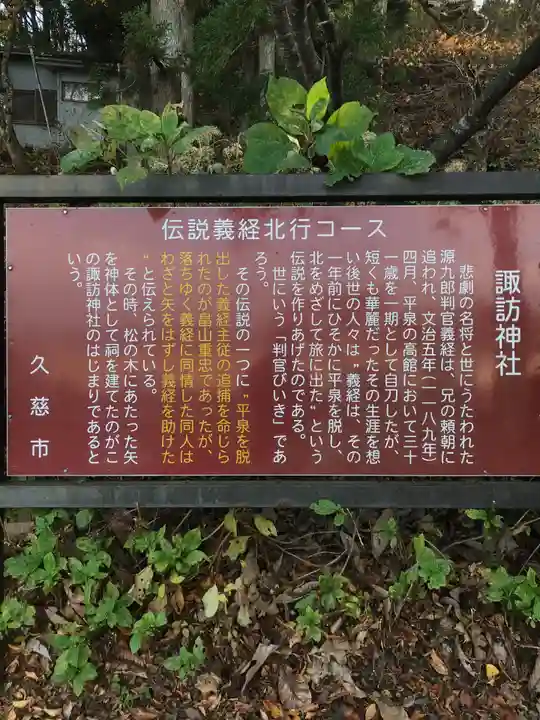 伝説義経北行コース
諏訪神社
悲劇の名将と世にうたわれた
源九郎判官義経は、兄の頼朝に
追われ、文治五年(一一八九年)
四月、平泉の高館において三十
一歳を一期として自刃したが、
短くも華麗だったその生涯を想
い後世の人々は〝義経は、その
一年前にひそかに平泉を脱し、
北をめざして旅に出た〟という
伝説を作りあげたのである。
世にいう「判官びいき」であ
ろう。
その伝説の一つに〝平泉を脱
出した義経主従の追捕を命じら
れたのが畠山重忠であったが、
落ちゆく義経に同情した同人は
わざと矢をはずし義経を助けた
〟と伝えられている。
その時、松の木にあたった矢
を神体として祠を建てたのがこ
の諏訪神社のはじまりであると
いう。
久慈市